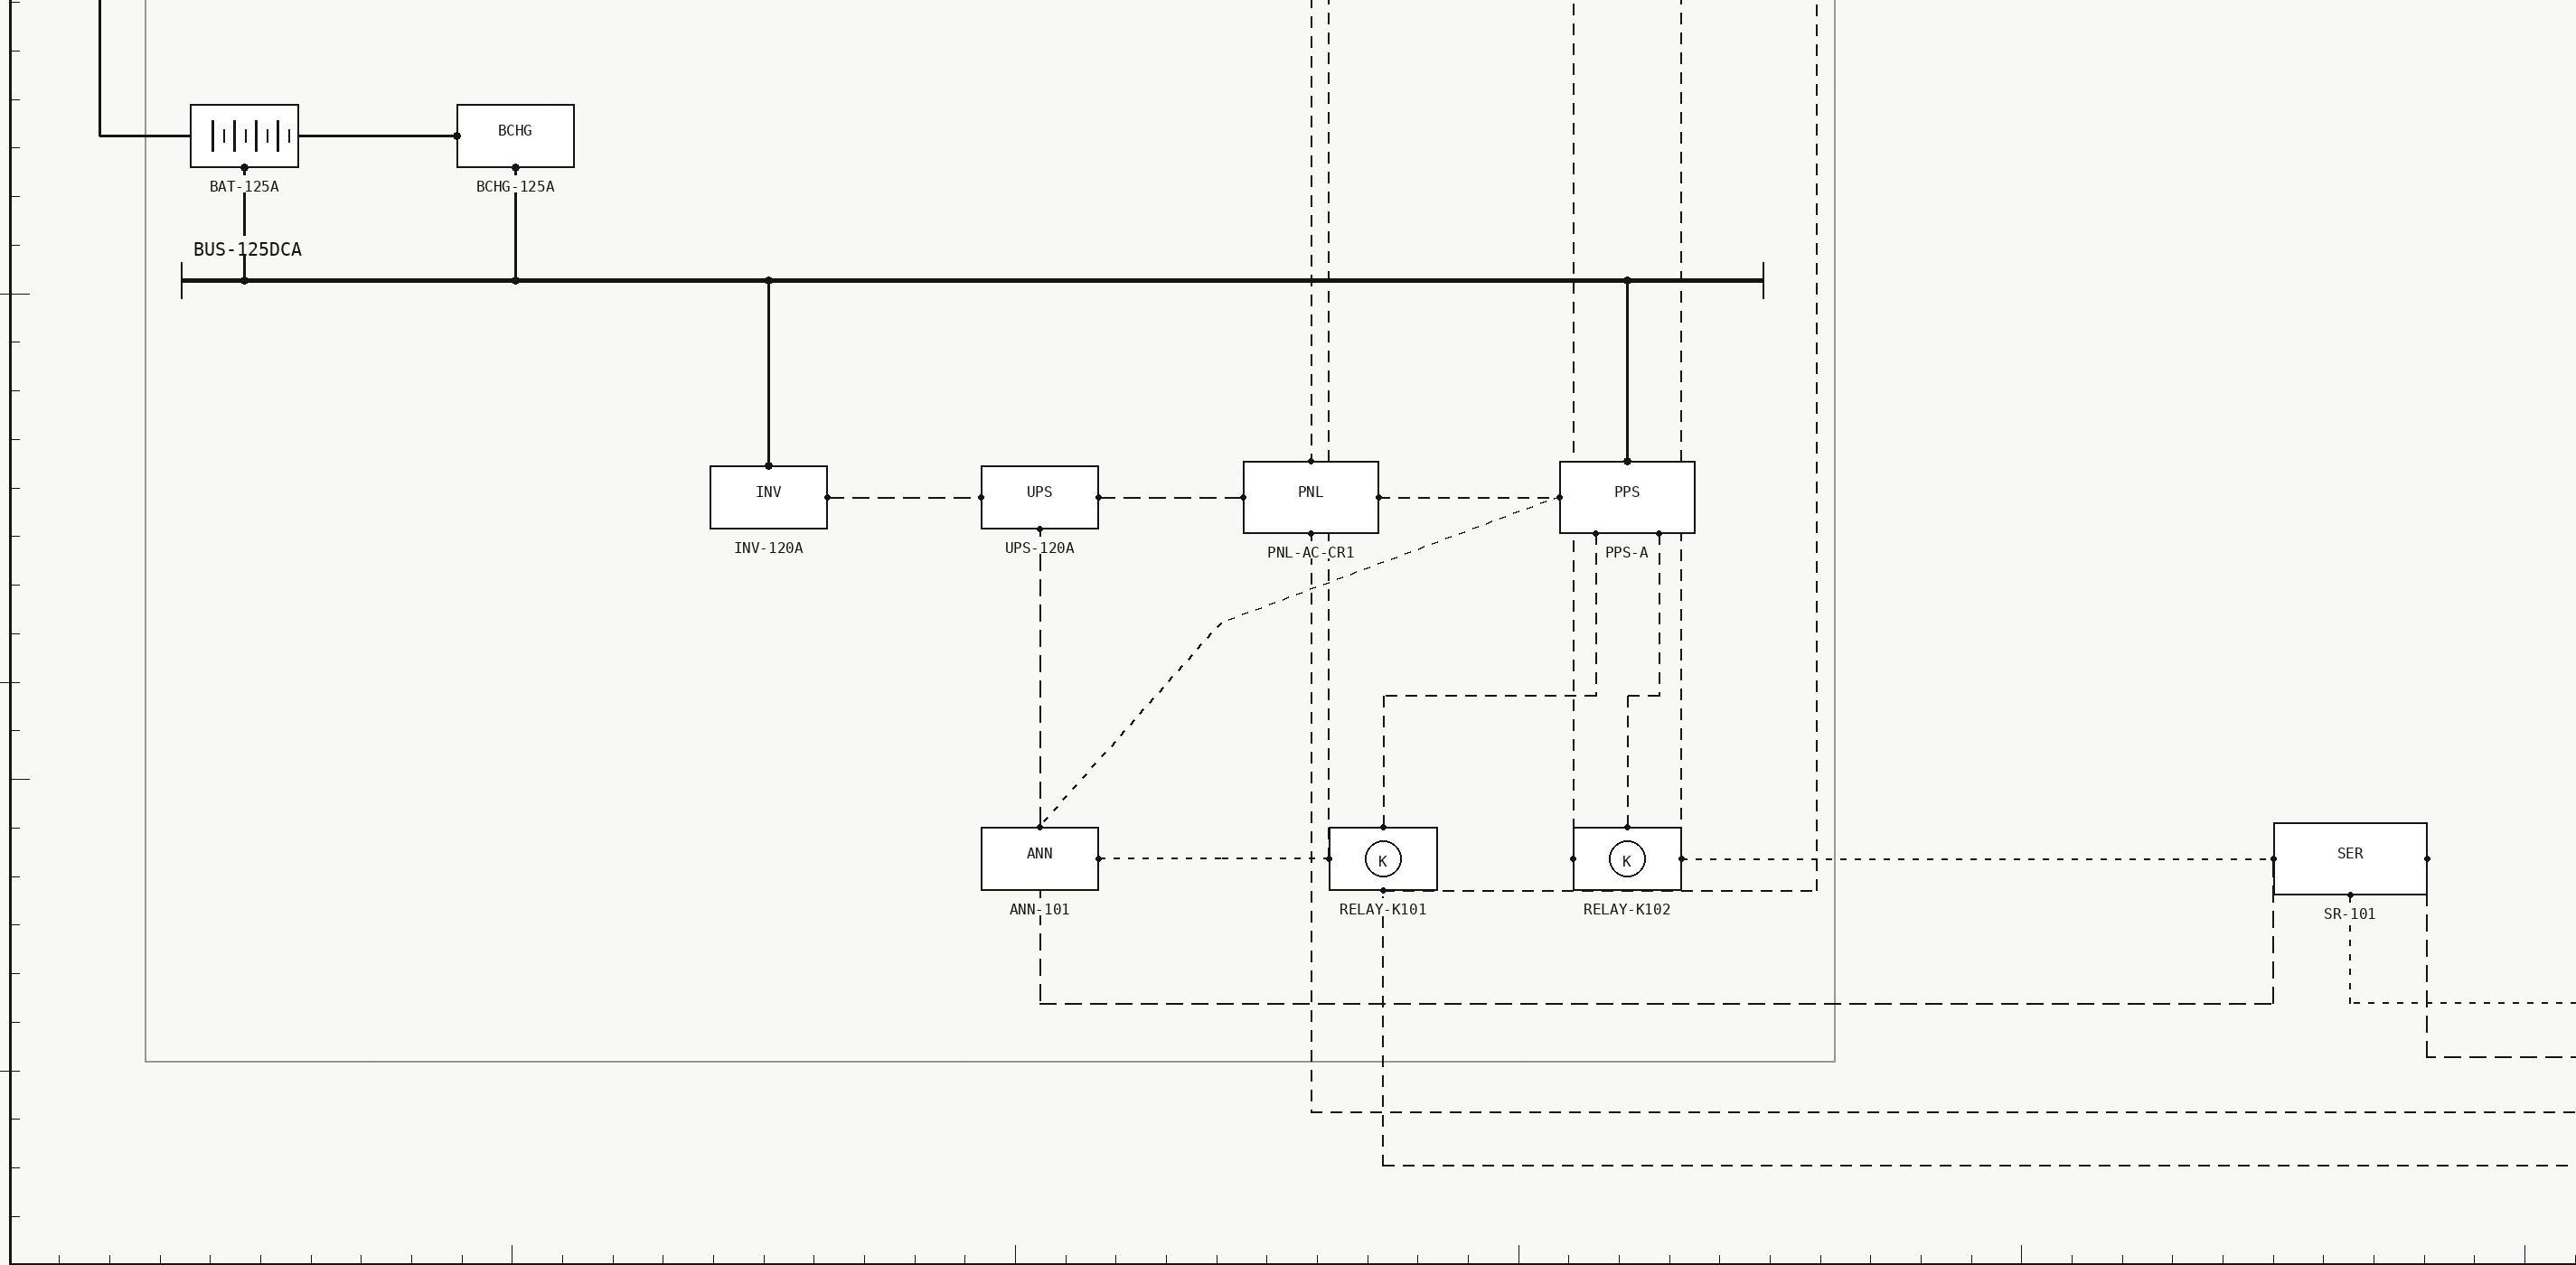 BCHG
BAT-125A
BCHG-125A
BUS-125DCA
INV
UPS
PNL
PPS
INV-120A
UPS-120A
PNL-AC-CR1
PPS-A
ANN
K
K
SER
ANN-101
RELAY-K101
RELAY-K102
SR-101